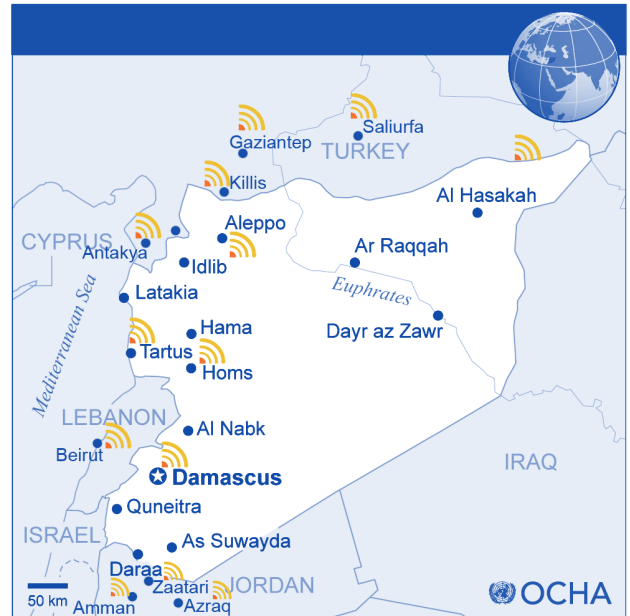 Gaziantep
Saliurfa
TURKEY
Killis
Al Hasakah
Aleppo
CYPRUS
Antakya
Ar Raqqah
Idlib
Euphrates
Latakia
Mediterranean Sea
Hama
Dayr az Zawr
Tartus
Homs
LEBANON
Al Nabk
Beirut
IRAQ
Damascus
Quneitra
ISRAEL
As Suwayda
Daraa
Zaatari
JORDAN
50 km
Amman
Azraq
OCHA